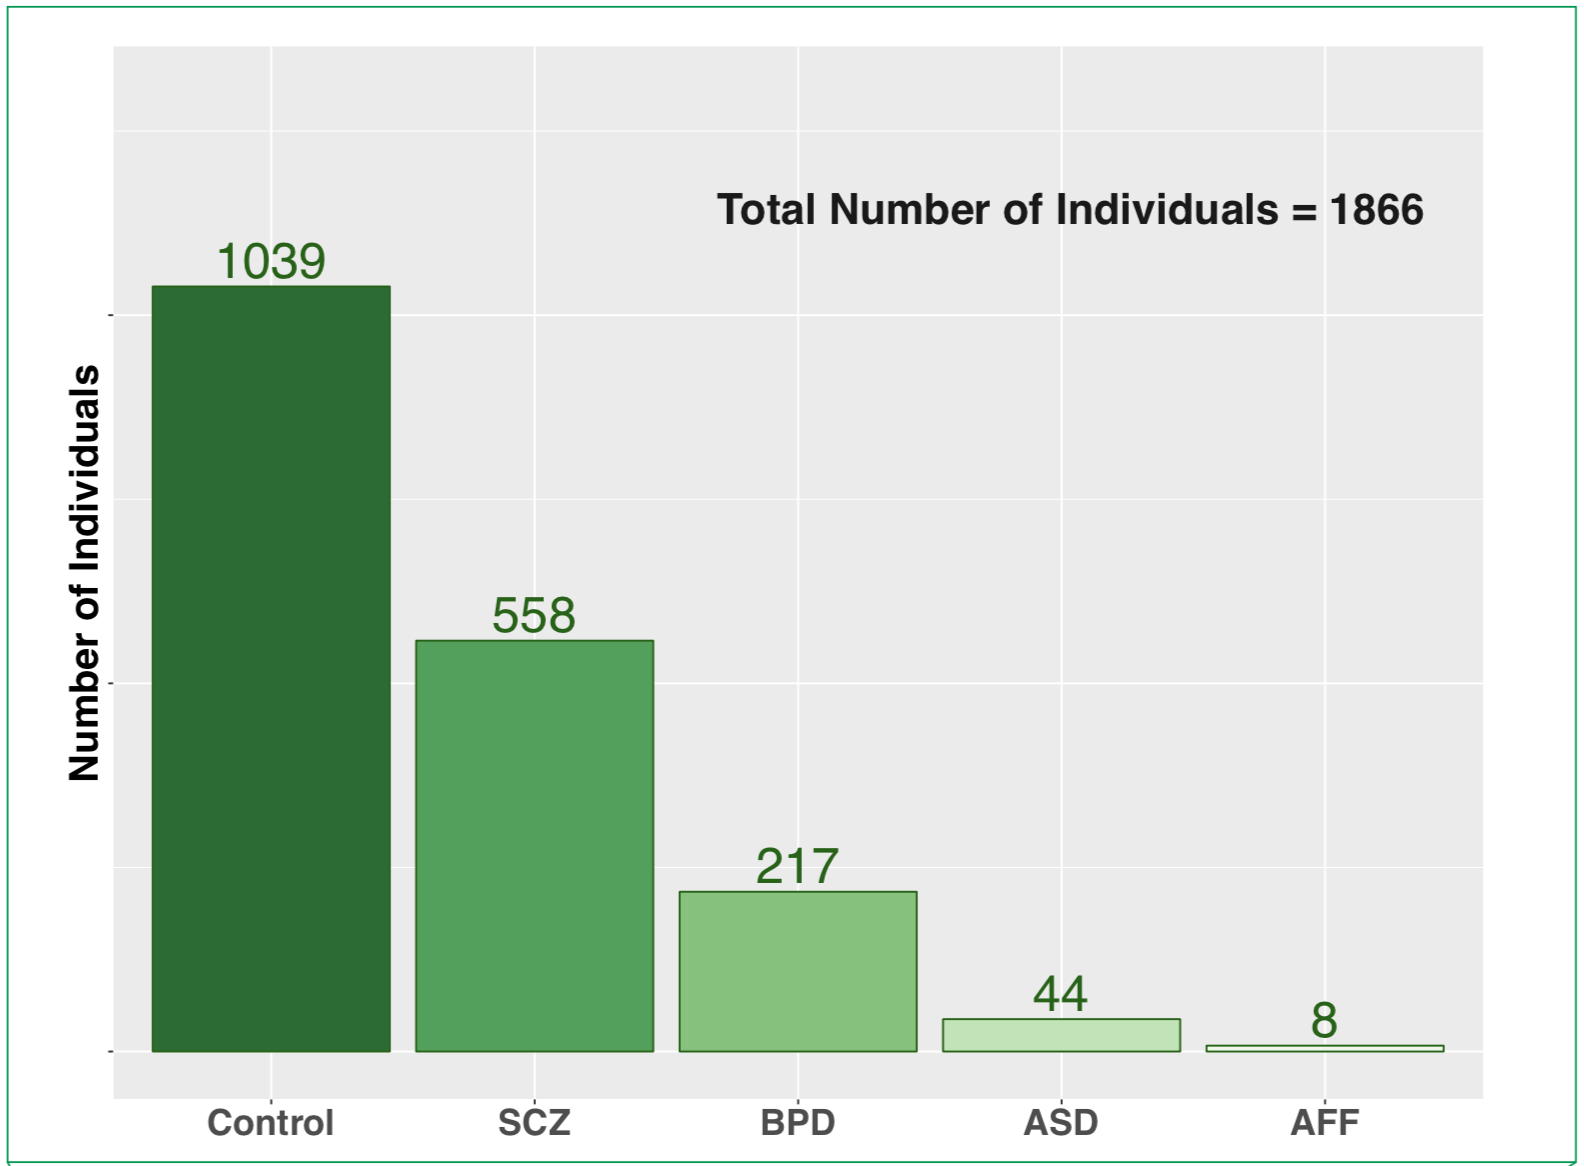 Total Number of Individuals = 1866
1039
558
217
44
8
Number of Individuals
Control
SCZ
BPD
ASD
AFF